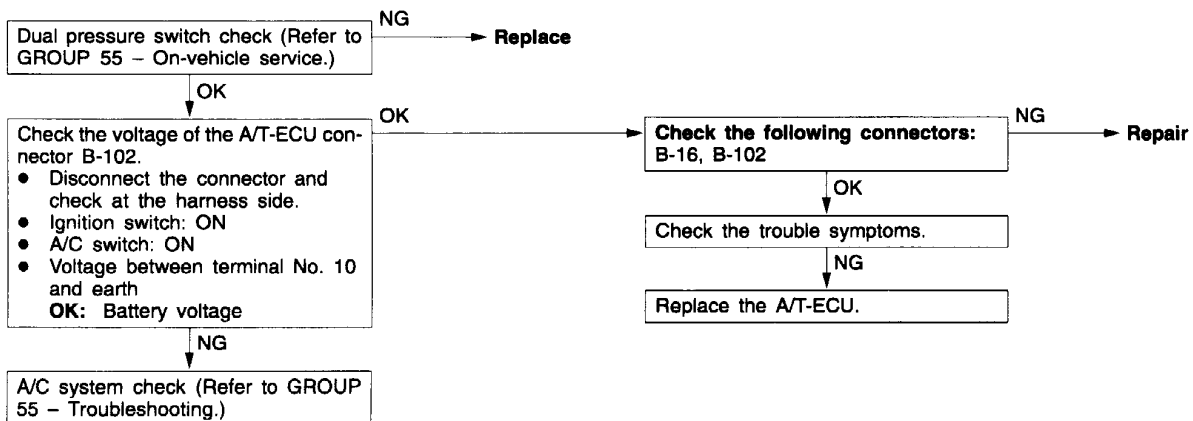 Dual pressure switch check (Refer to
GROUP 55 – On-vehicle service.)
NG
Replace
OK
Check the voltage of the A/T-ECU con-
nector B-102.
● Disconnect the connector and
check at the harness side.
● Ignition switch: ON
● A/C switch: ON
● Voltage between terminal No. 10
and earth
OK: Battery voltage
OK
Check the following connectors:
B-16, B-102
NG
Repair
OK
Check the trouble symptoms.
NG
Replace the A/T-ECU.
NG
A/C system check (Refer to GROUP
55 – Troubleshooting.)